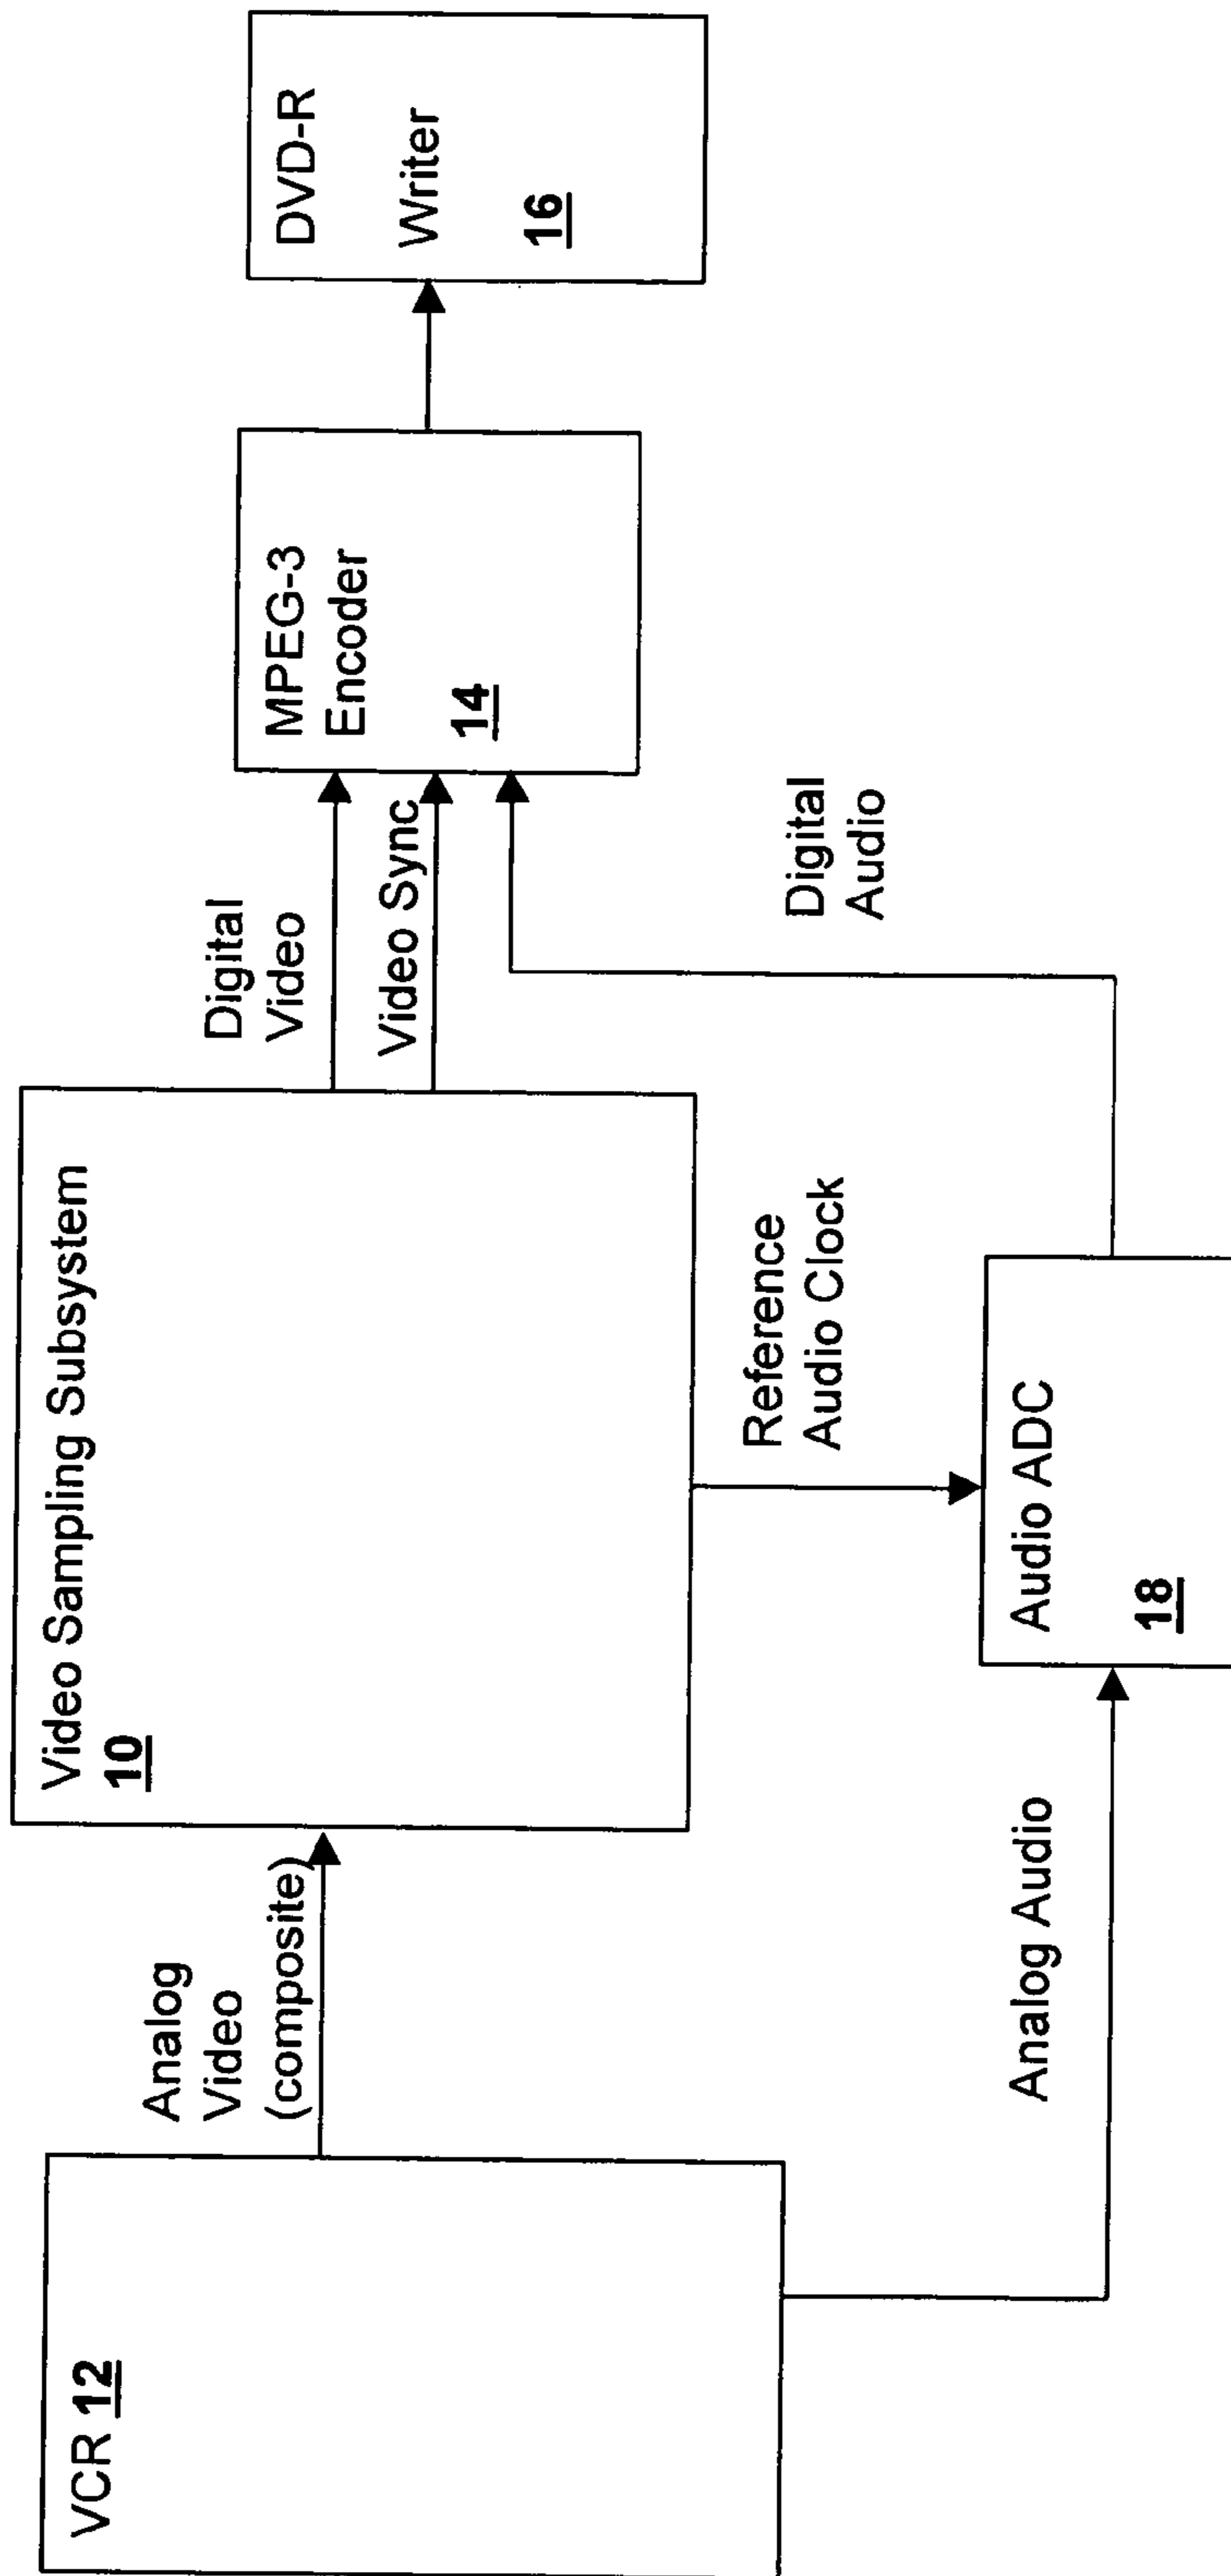 VCR 12
Analog
Video
(composite)
Video Sampling Subsystem
10
Digital
Video
Video Sync
MPEG-3
Encoder
14
DVD-R
Writer
16
Reference
Audio Clock
Analog Audio
Audio ADC
18
Digital
Audio